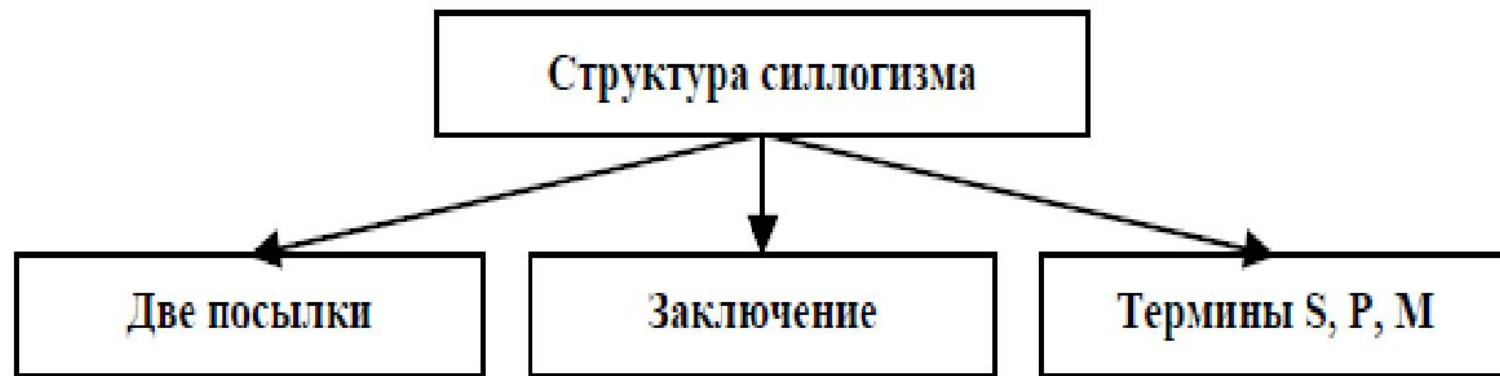 Структура силлогизма
Две посылки
Заключение
Термины S, P, M